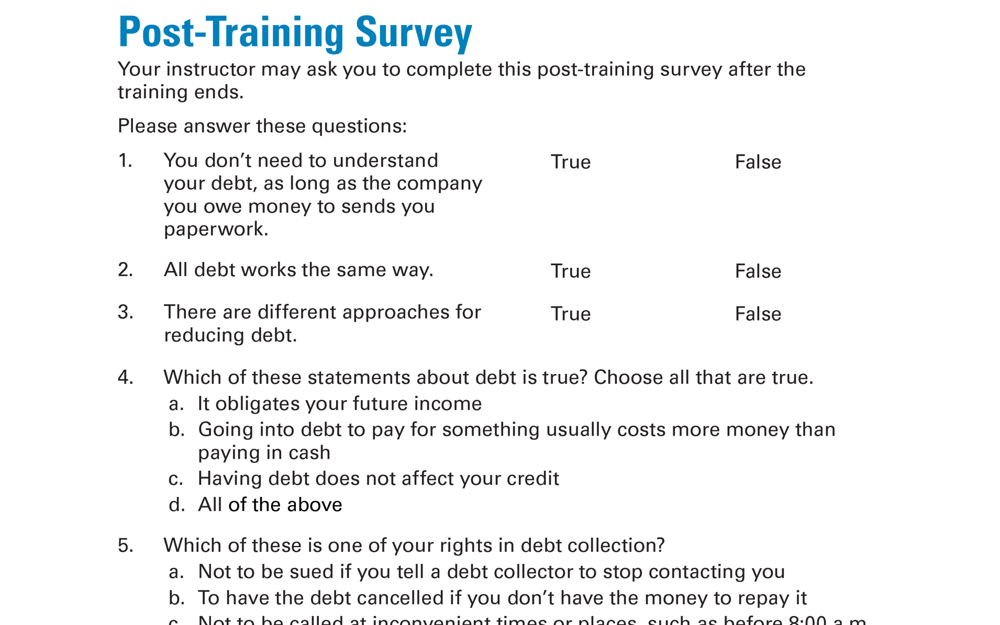 Post-Training Survey
Your instructor may ask you to complete this post-training survey after the
training ends.
Please answer these questions:
1. You don’t need to understand True False
your debt, as long as the company
you owe money to sends you
paperwork.
2. All debt works the same way. True False
3. There are different approaches for True False
reducing debt.
4. Which of these statements about debt is true? Choose all that are true.
a. It obligates your future income
b. Going into debt to pay for something usually costs more money than
paying in cash
c. Having debt does not affect your credit
d. All of the above
5. Which of these is one of your rights in debt collection?
a. Not to be sued if you tell a debt collector to stop contacting you
b. To have the debt cancelled if you don’t have the money to repay it
c. Not to be called at inconvenient times or places, such as before 8:00 a.m.